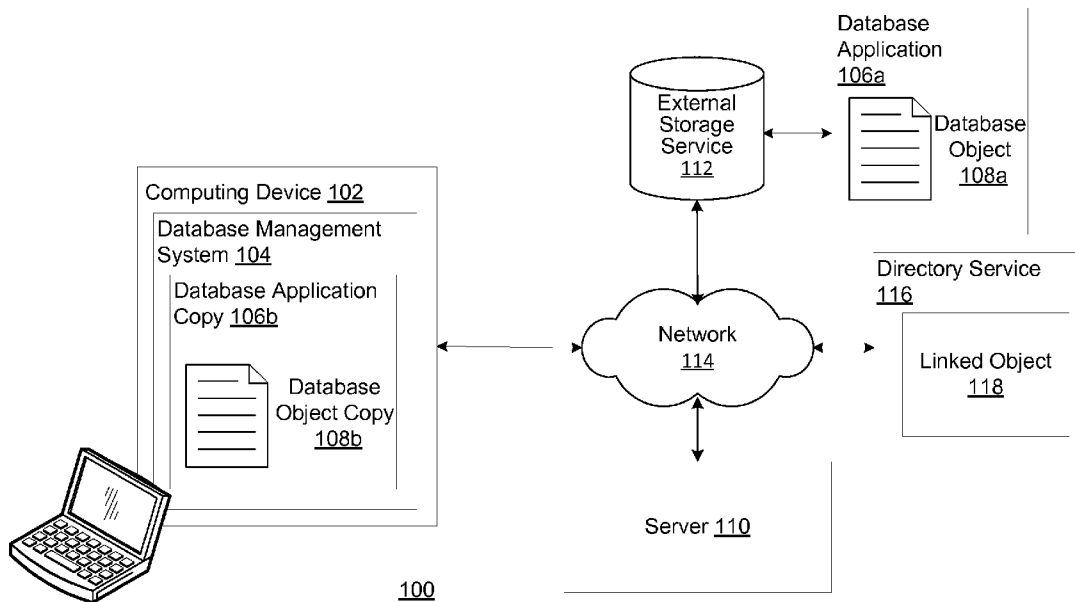 Database
Application
106a
External
Storage
Service
112
Database
Object
108a
Computing Device 102
Database Management
System 104
Database Application
Copy 106b
Database
Object Copy
108b
Directory Service
116
Network
114
Linked Object
118
Server 110
100